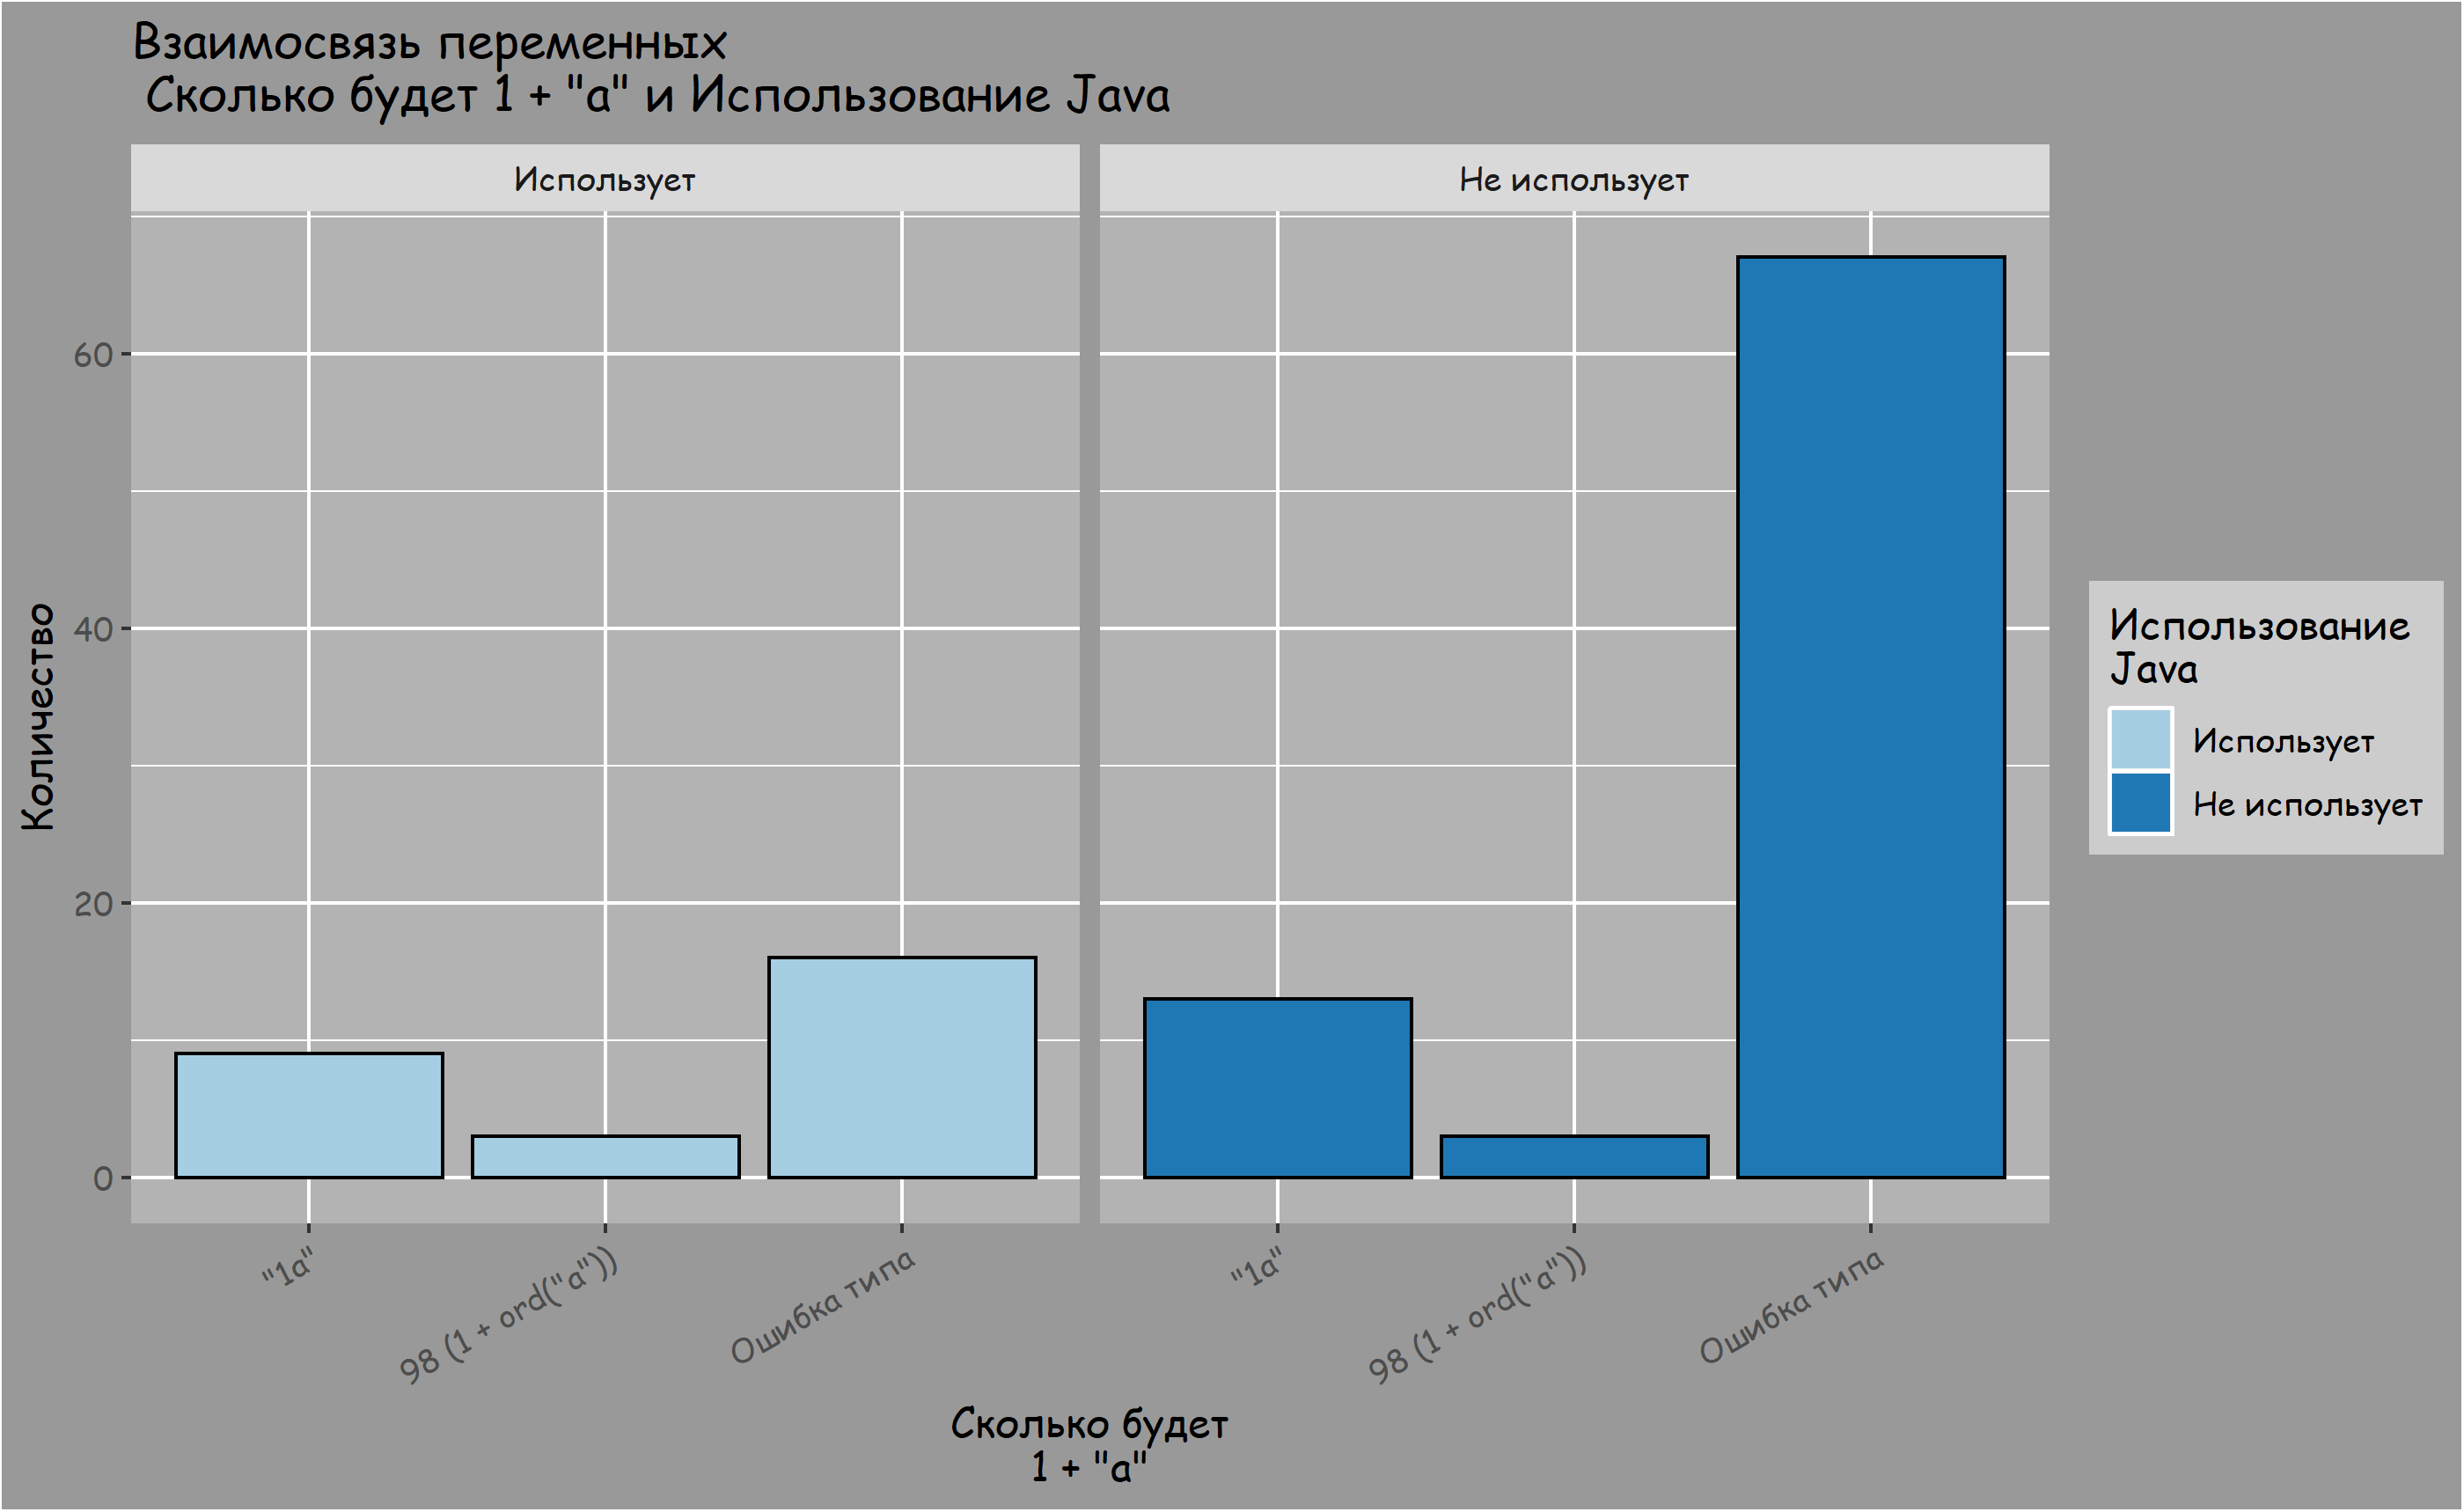 Взаимосвязь переменных
Сколько будет 1 + "a" и Использование Java
Использует
Не использует
60
40
20
0
Количество
"1a"
98 (1 + ord("a"))
Ошибка типа
"1a"
98 (1 + ord("a"))
Ошибка типа
Сколько будет
1 + "a"
Использование
Java
Использует
Не использует